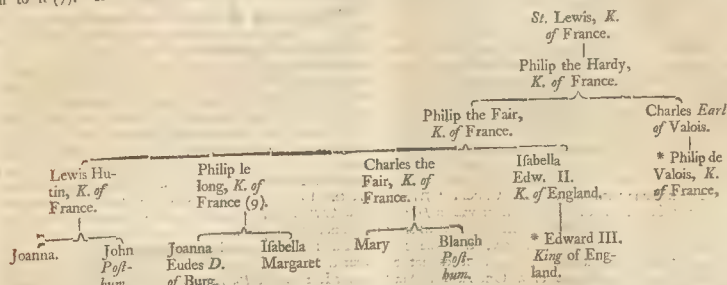 St. Lewis, K.
of France.
Philip the Hardy,
K. of France.
Philip the Fair,
K. of France.
Charles Earl
of Valois.
Lewis Hu-
tin, K. of
France.
Philip le
long, K. of
France (9).
Charles the
Fair, K. of
France.
Iſabella
Edw. II.
K. of England.
* Philip de
Valois, K.
of France,
Joanna.
John
Poſt-
hum.
Joanna
Eudes D.
of Burg.
Iſabella
Margaret
Mary
Blanch
Poſt-
hum.
* Edward III.
King of Eng-
land.